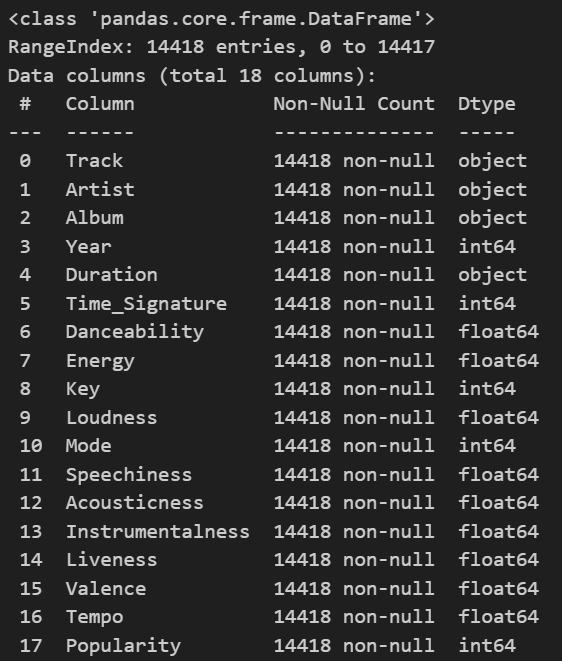 <class 'pandas.core.frame.DataFrame'>
RangeIndex: 14418 entries, 0 to 14417
Data columns (total 18 columns):
 #   Column            Non-Null Count  Dtype
---  ------            --------------  -----
 0   Track             14418 non-null  object
 1   Artist            14418 non-null  object
 2   Album             14418 non-null  object
 3   Year              14418 non-null  int64
 4   Duration          14418 non-null  object
 5   Time_Signature    14418 non-null  int64
 6   Danceability      14418 non-null  float64
 7   Energy            14418 non-null  float64
 8   Key               14418 non-null  int64
 9   Loudness          14418 non-null  float64
 10  Mode              14418 non-null  int64
 11  Speechiness       14418 non-null  float64
 12  Acousticness      14418 non-null  float64
 13  Instrumentalness  14418 non-null  float64
 14  Liveness          14418 non-null  float64
 15  Valence           14418 non-null  float64
 16  Tempo             14418 non-null  float64
 17  Popularity        14418 non-null  int64